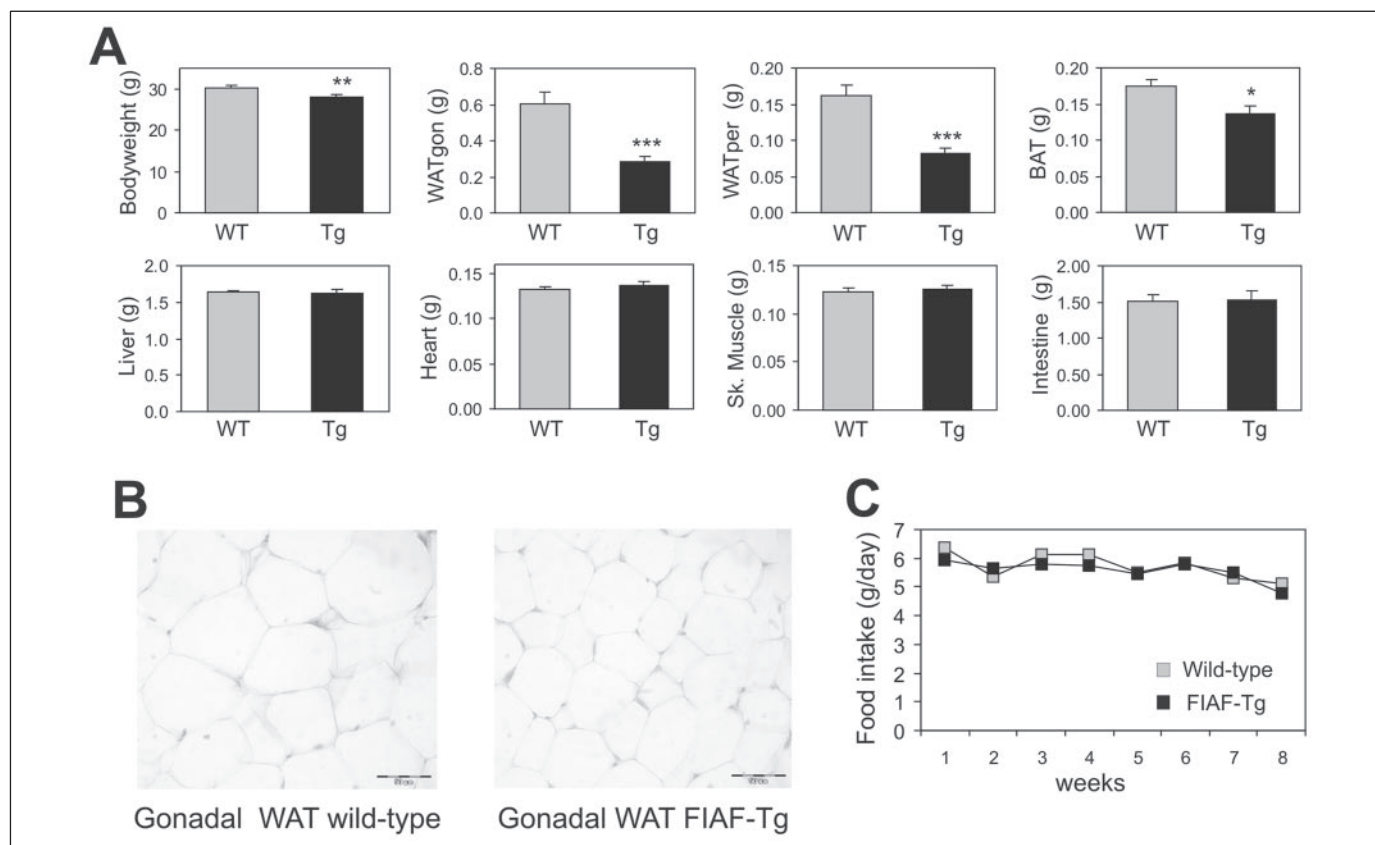 A
Bodyweight (g)
30
20
10
0
WT Tg
**
WATgon (g)
0.8
0.6
0.4
0.2
0.0
WT Tg
***
WATper (g)
0.20
0.15
0.10
0.05
0.00
WT Tg
***
BAT (g)
0.20
0.15
0.10
0.05
0.00
WT Tg
*
Liver (g)
2.0
1.5
1.0
0.5
0.0
WT Tg
Heart (g)
0.15
0.10
0.05
0.00
WT Tg
Sk. Muscle (g)
0.15
0.10
0.05
0.00
WT Tg
Intestine (g)
2.00
1.50
1.00
0.50
0.00
WT Tg
B
Gonadal WAT wild-type
Gonadal WAT FIAF-Tg
C
Food intake (g/day)
7
6
5
4
3
2
1
0
Wild-type
FIAF-Tg
1 2 3 4 5 6 7 8
weeks